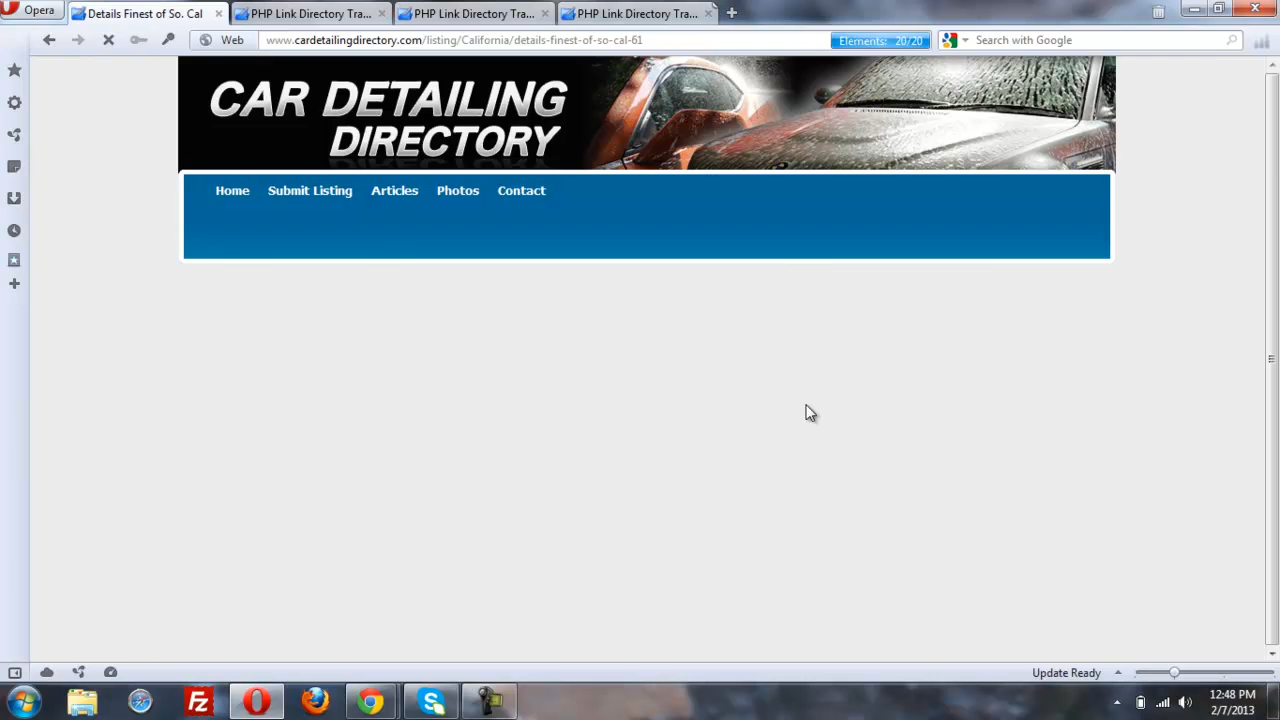 Opera
Details Finest of So. Cal
PHP Link Directory Tra...
PHP Link Directory Tra...
PHP Link Directory Tra...
Web
www.cardetailingdirectory.com/listing/California/details-finest-of-so-cal-61
Elements: 20/20
Search with Google
CAR DETAILING
DIRECTORY
Home
Submit Listing
Articles
Photos
Contact
Update Ready
Fz
12:48 PM
2/7/2013